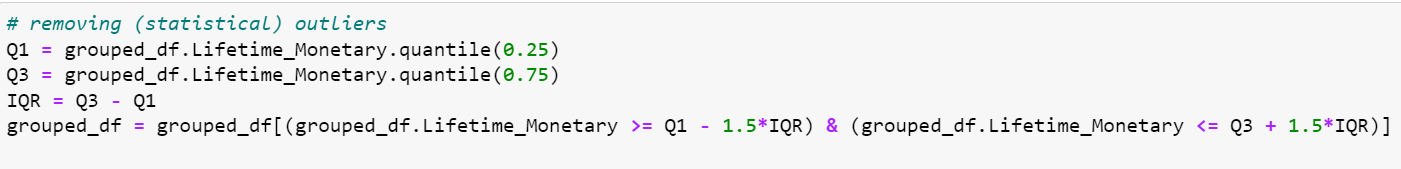 # removing (statistical) outliers
Q1 = grouped_df.Lifetime_Monetary.quantile(0.25)
Q3 = grouped_df.Lifetime_Monetary.quantile(0.75)
IQR = Q3 - Q1
grouped_df = grouped_df[(grouped_df.Lifetime_Monetary >= Q1 - 1.5*IQR) & (grouped_df.Lifetime_Monetary <= Q3 + 1.5*IQR)]